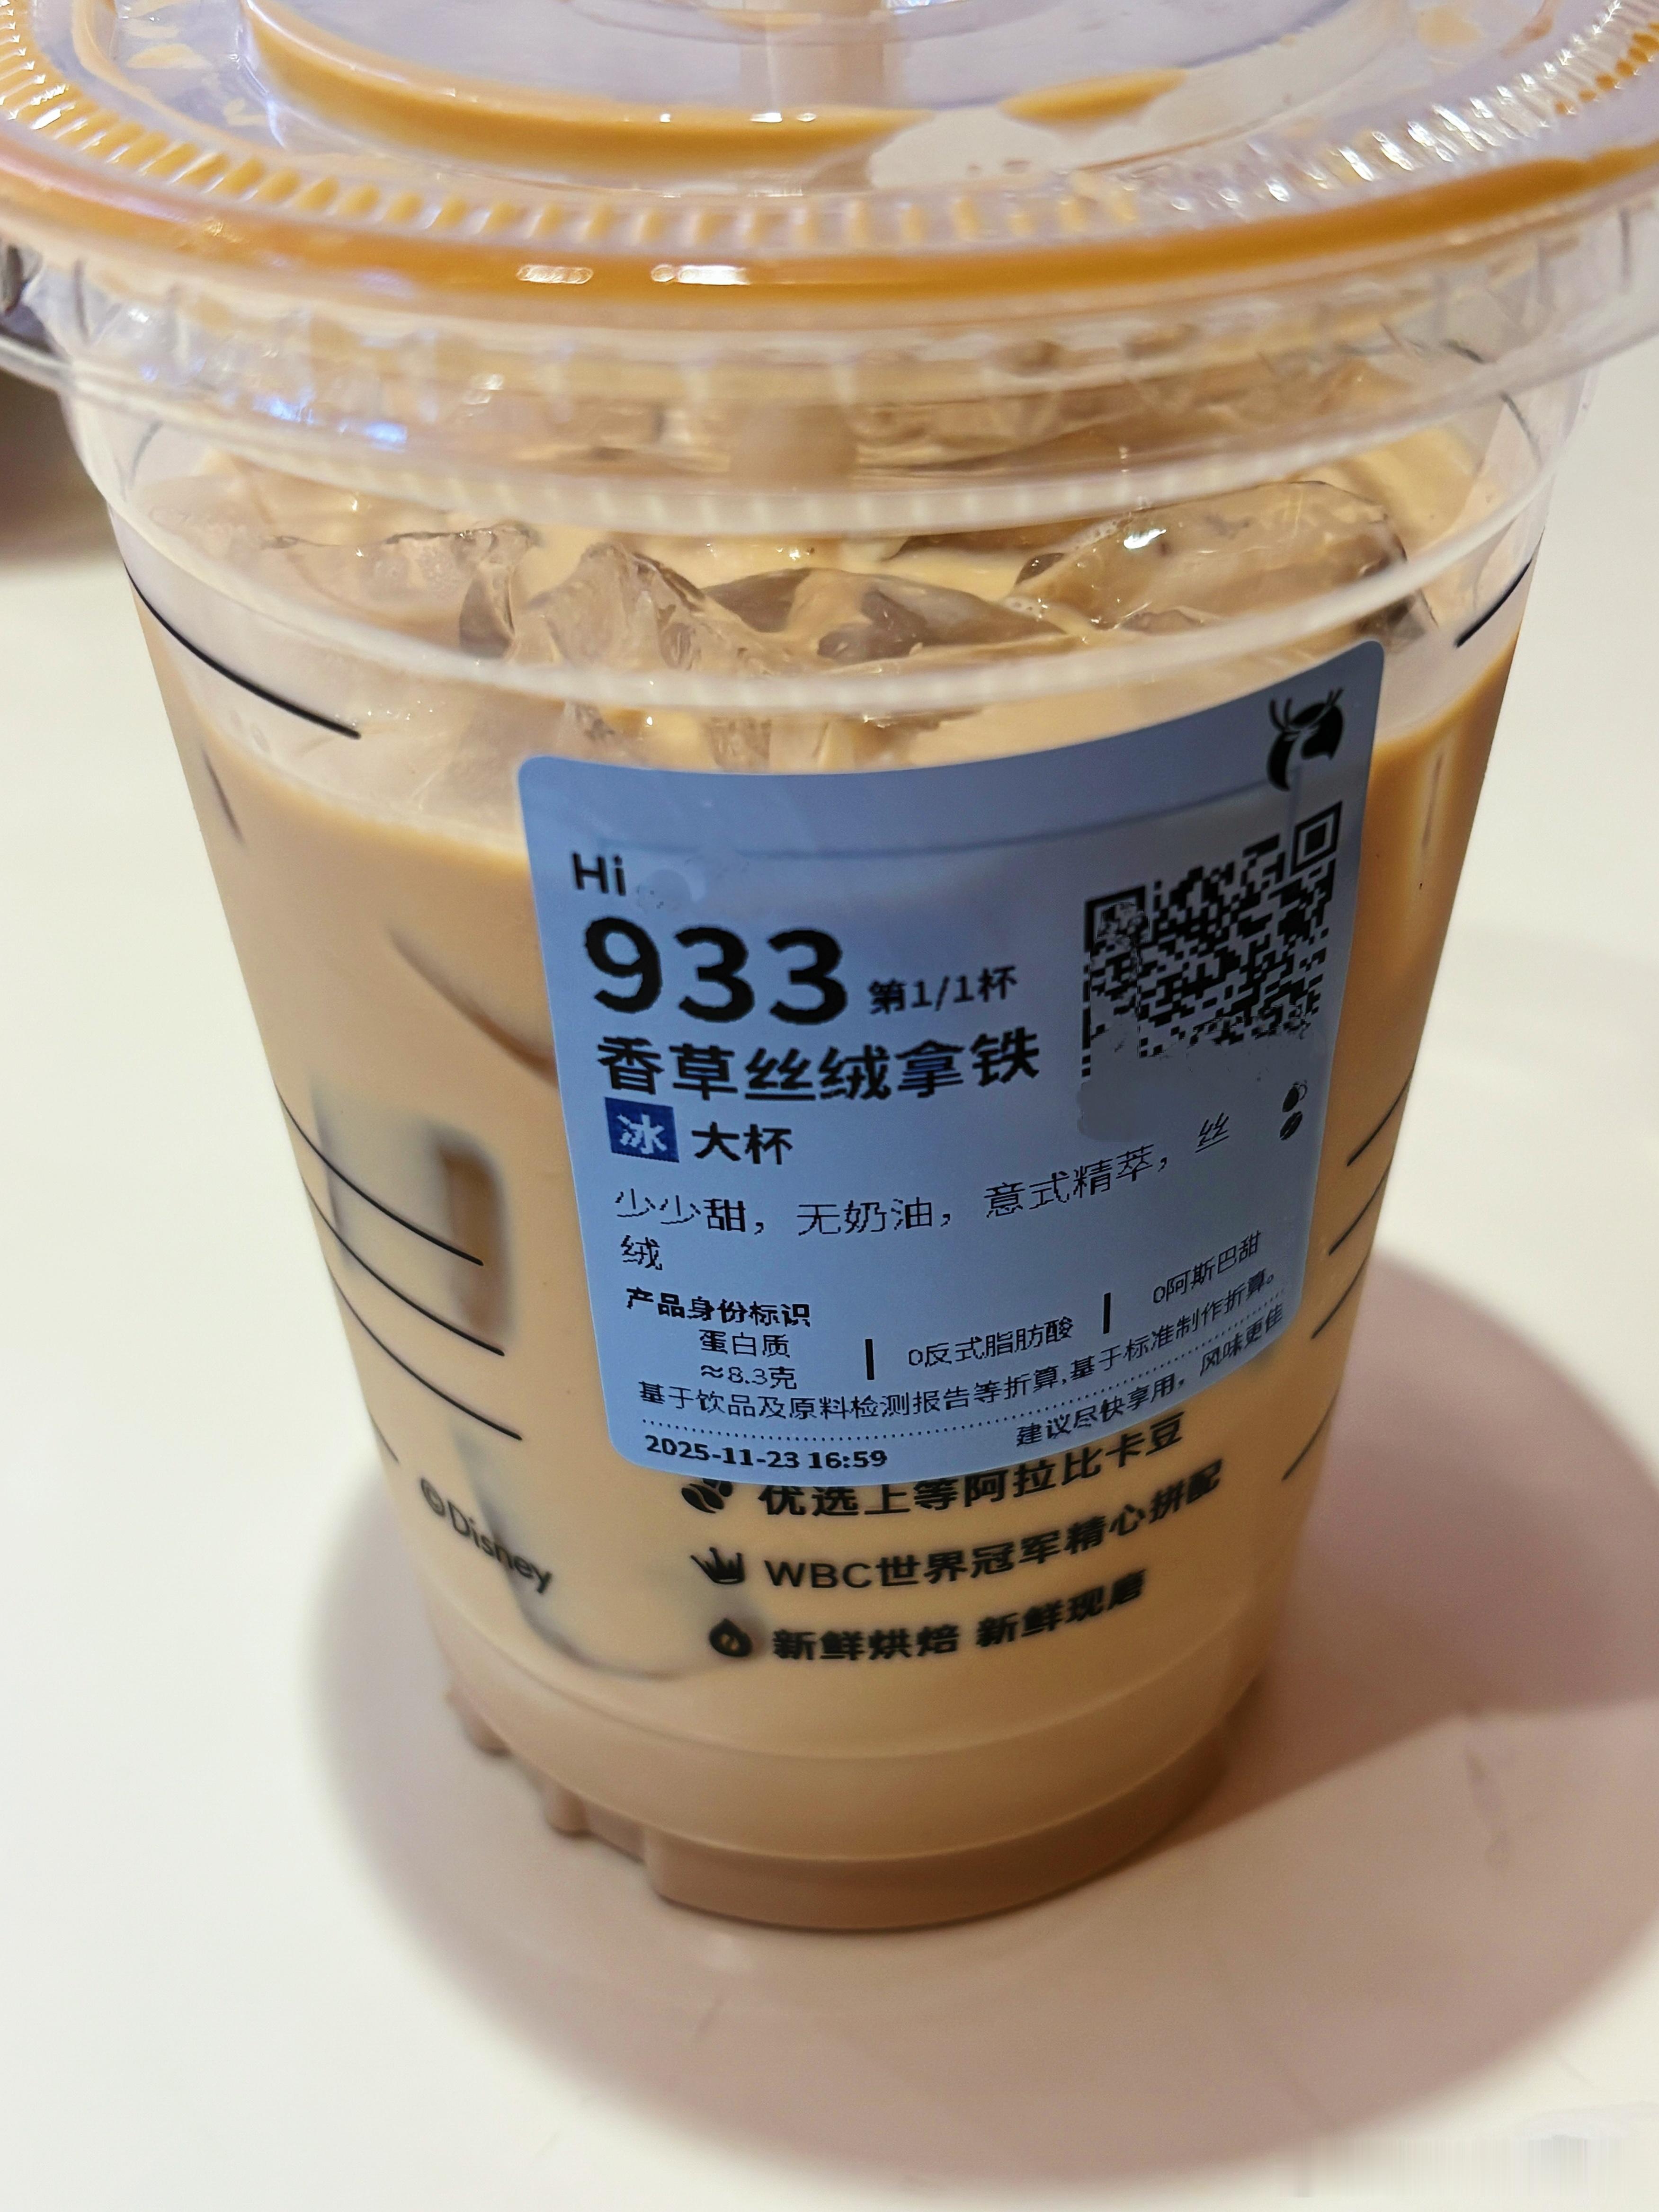 Hi
933 第1/1杯
香草丝绒拿铁
冰 大杯
少少甜，无奶油，意式精萃，丝
绒
产品身份标识
蛋白质
≈8.3克 | 0反式脂肪酸 | 0阿斯巴甜
基于饮品及原料检测报告等折算,基于标准制作折算。
2025-11-23 16:59 建议尽快享用，风味更佳
优选上等阿拉比卡豆
WBC世界冠军精心拼配
新鲜烘焙 新鲜现磨
©Disney